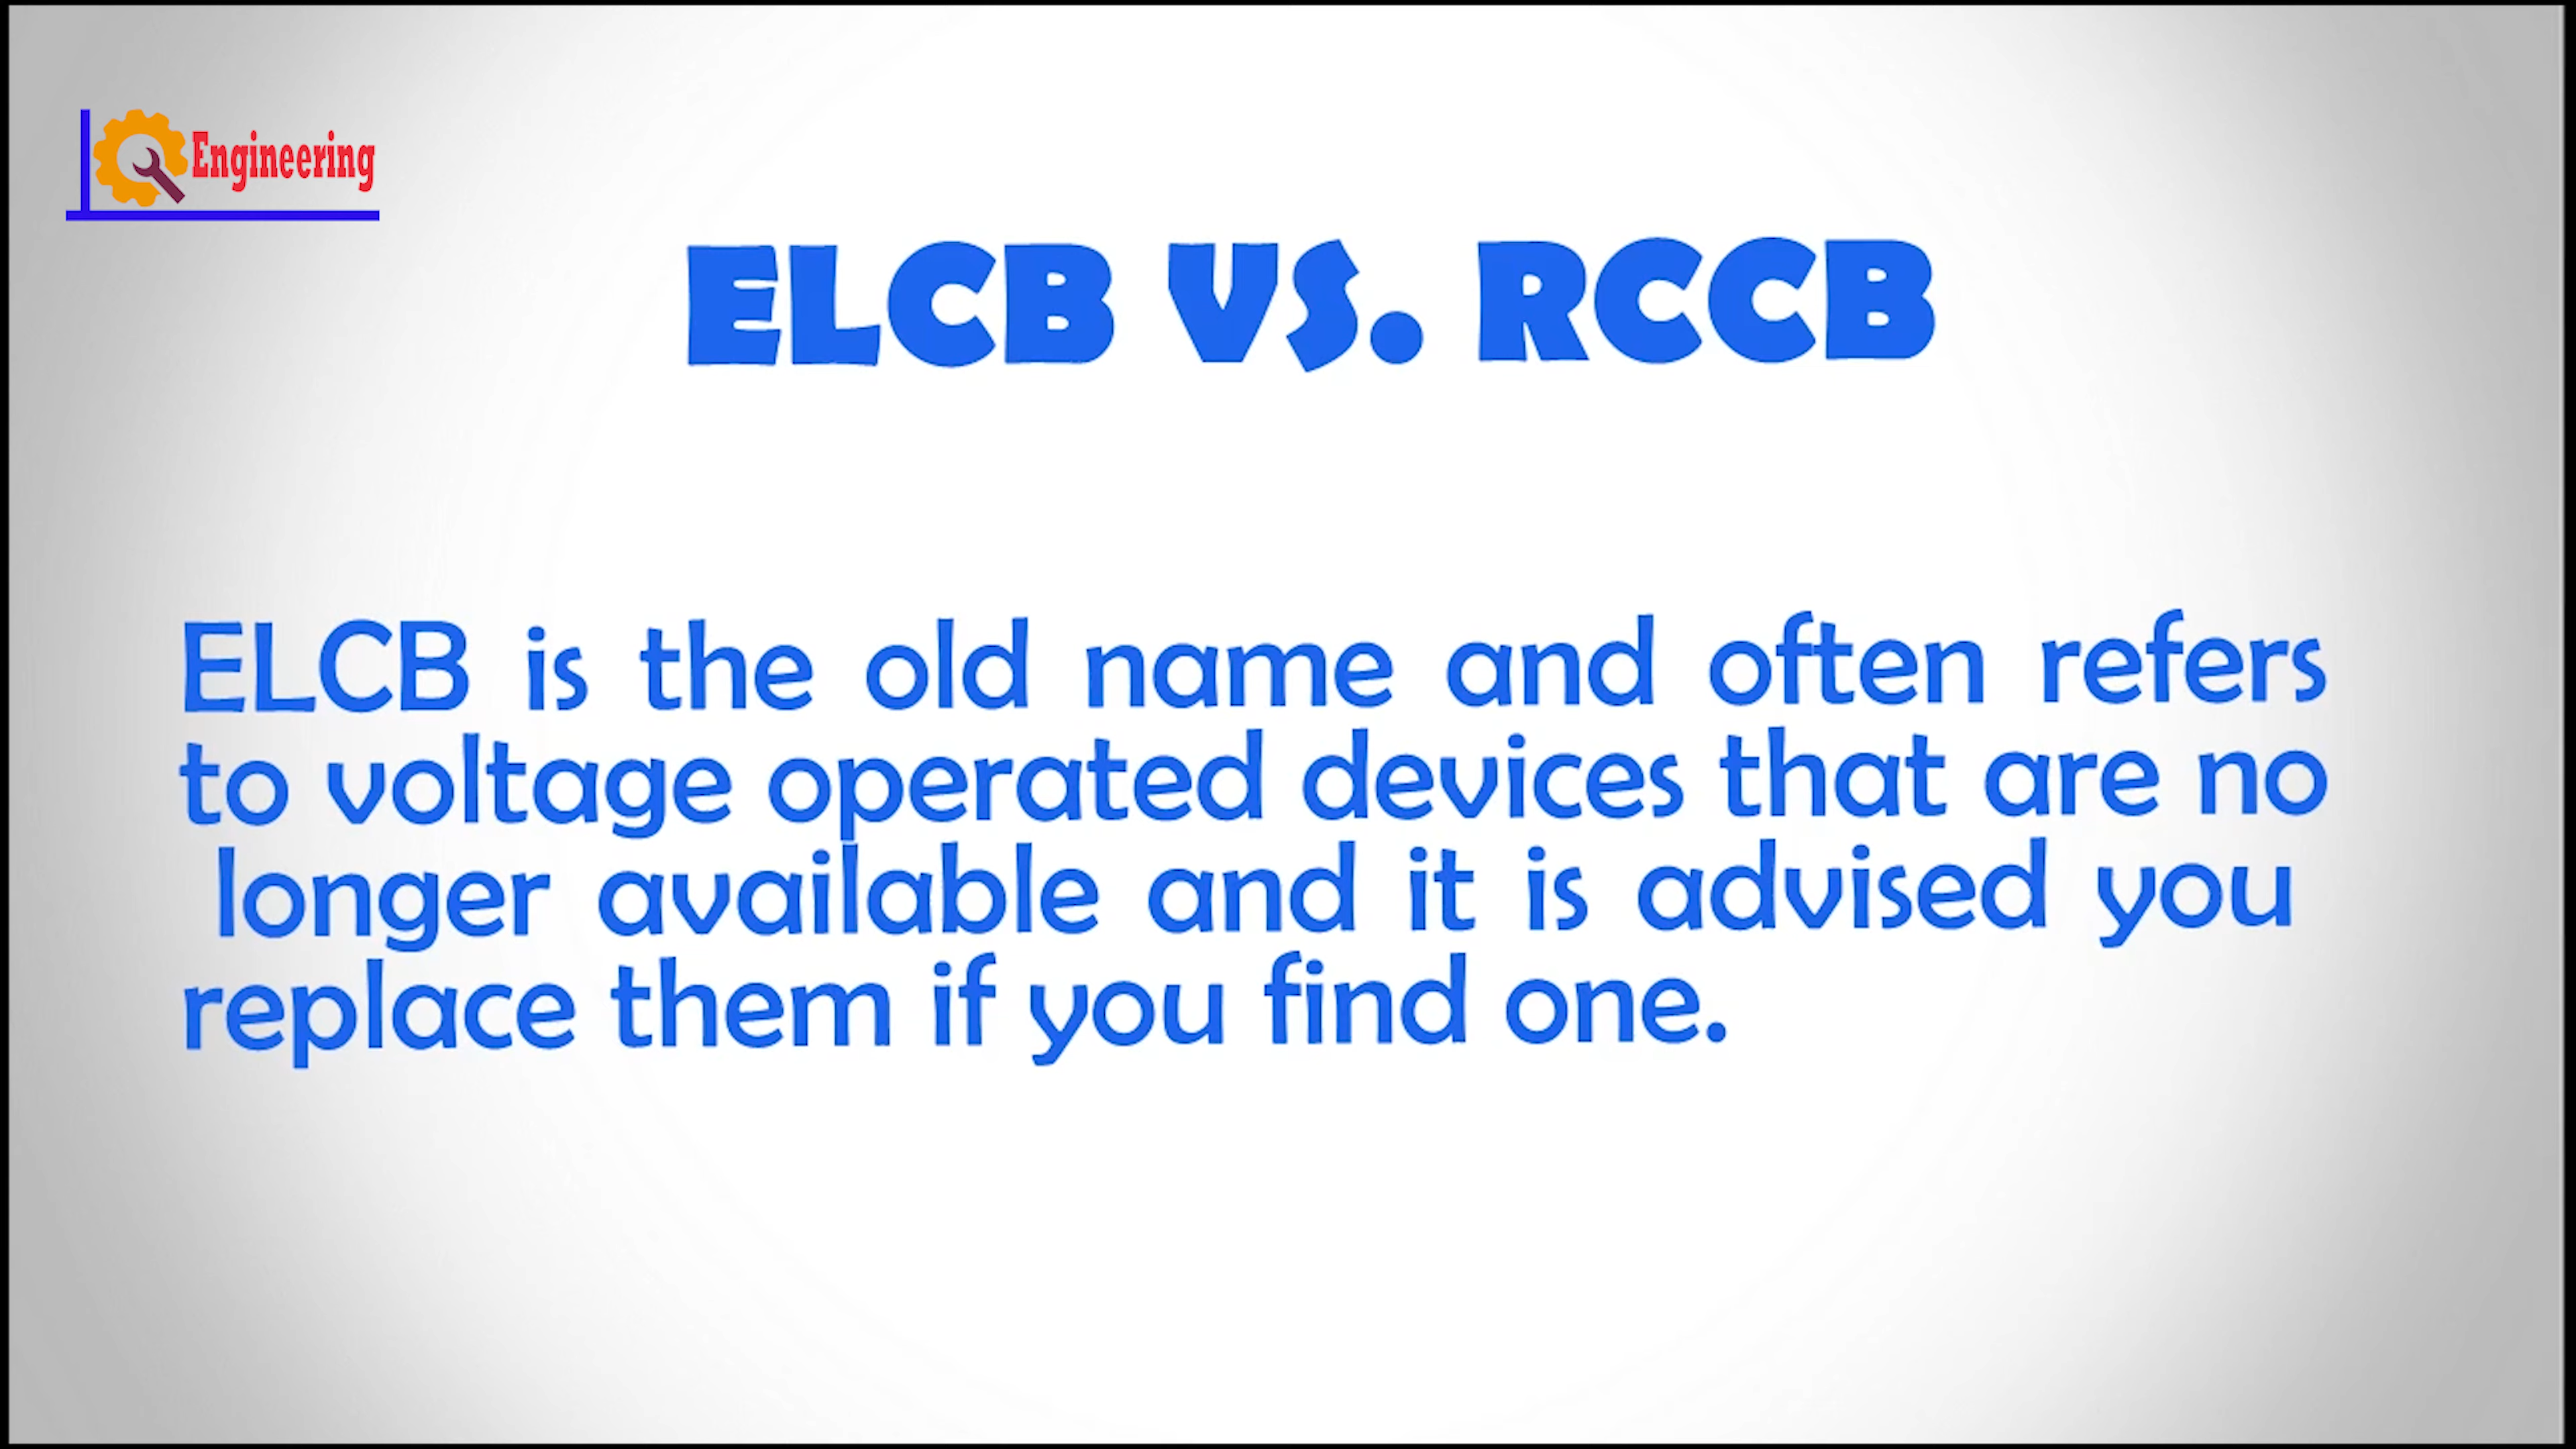 Engineering
ELCB VS. RCCB
ELCB is the old name and often refers
to voltage operated devices that are no
longer available and it is advised you
replace them if you find one.